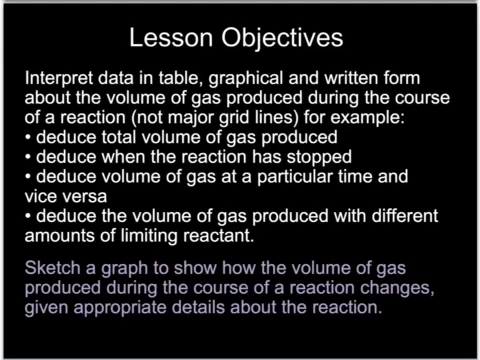 Lesson Objectives
Interpret data in table, graphical and written form
about the volume of gas produced during the course
of a reaction (not major grid lines) for example:
• deduce total volume of gas produced
• deduce when the reaction has stopped
• deduce volume of gas at a particular time and
vice versa
• deduce the volume of gas produced with different
amounts of limiting reactant.
Sketch a graph to show how the volume of gas
produced during the course of a reaction changes,
given appropriate details about the reaction.